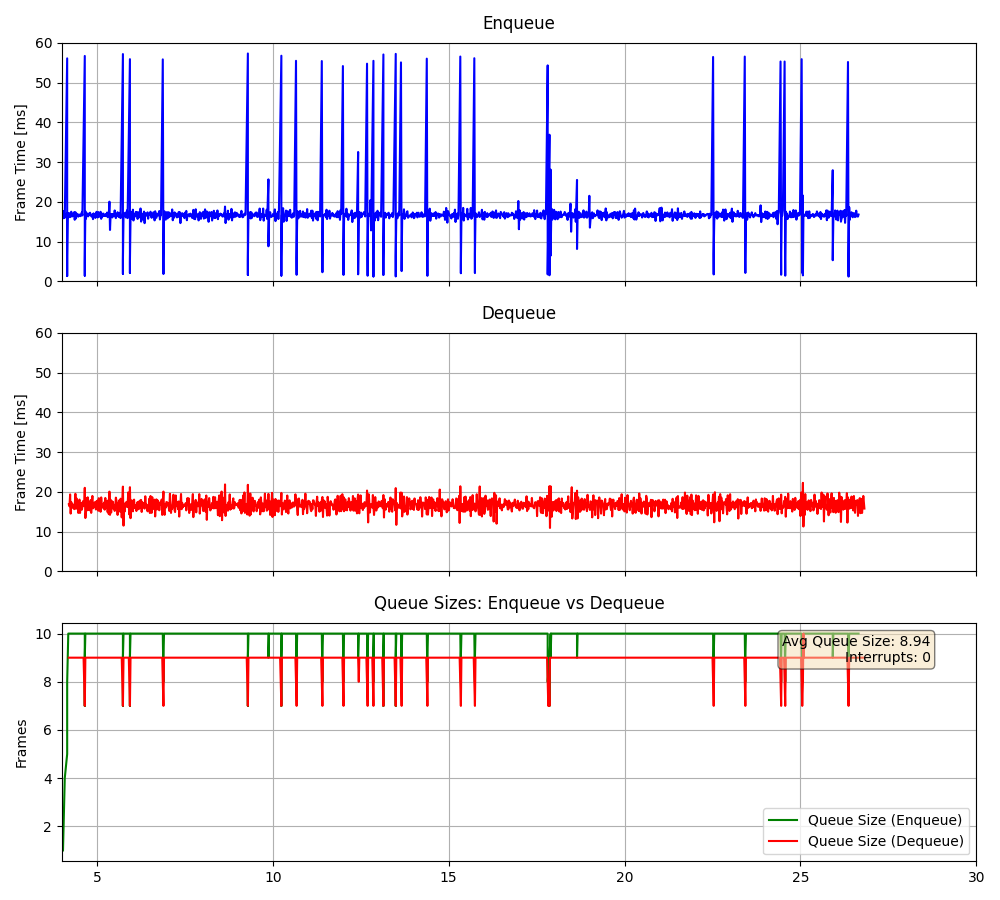 Enqueue
60
50
40
30
20
10
0
Frame Time [ms]
Dequeue
60
50
40
30
20
10
0
Frame Time [ms]
Queue Sizes: Enqueue vs Dequeue
10
8
6
4
2
Frames
Avg Queue Size: 8.94
Interrupts: 0
Queue Size (Enqueue)
Queue Size (Dequeue)
5 10 15 20 25 30